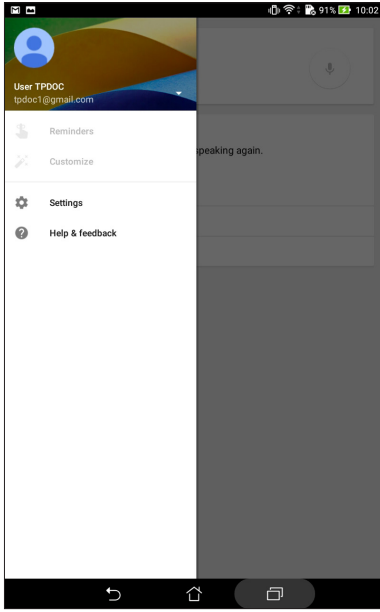 91% 10:02
User TPDOC
tpdoc1@gmail.com
Reminders
speaking again.
Customize
Settings
Help & feedback